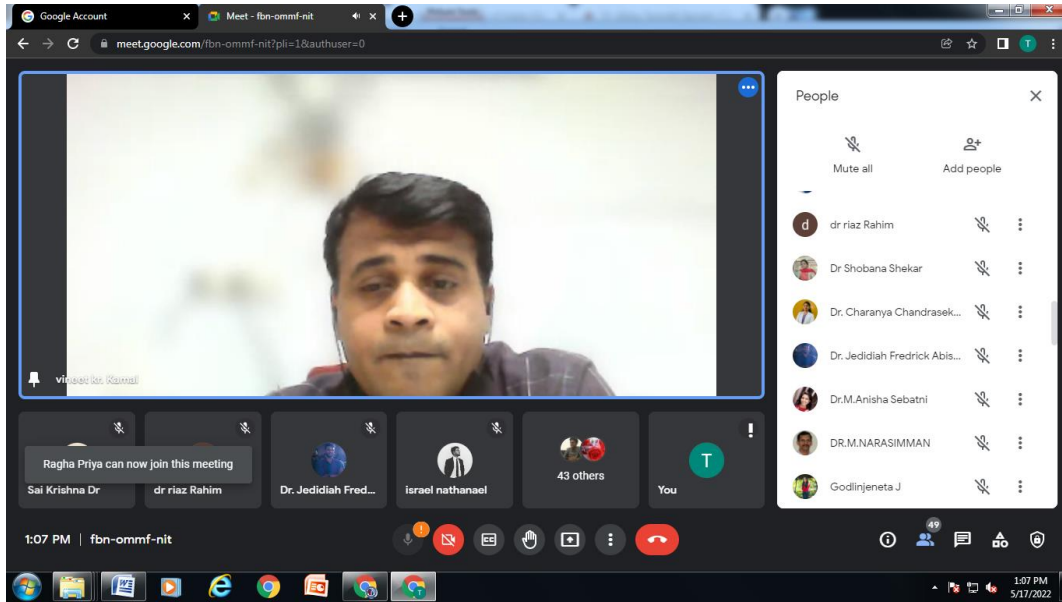 Google Account
Meet - fbn-ommf-nit
meet.google.com/fbn-ommf-nit?pli=1&authuser=0
T
People
Mute all
Add people
d
dr riaz Rahim
Dr Shobana Shekar
Dr. Charanya Chandrasek...
Dr. Jedidiah Fredrick Abis...
Dr.M.Anisha Sebatni
DR.M.NARASIMMAN
Godlinjeneta J
vineet kr. Kamal
Ragha Priya can now join this meeting
Sai Krishna Dr
dr riaz Rahim
Dr. Jedidiah Fred...
israel nathanael
43 others
T
You
1:07 PM | fbn-ommf-nit
CC
49
1:07 PM
5/17/2022